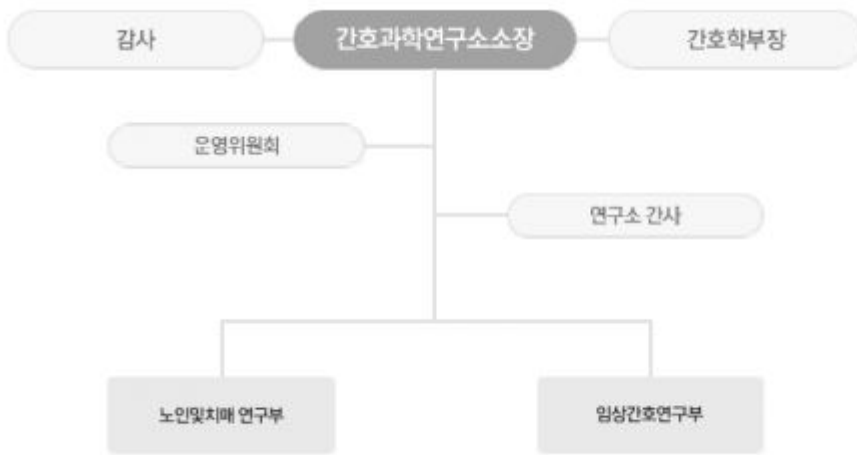 감사
간호과학연구소소장
간호학부장
운영위원회
연구소 간사
노인및치매 연구부
임상간호연구부